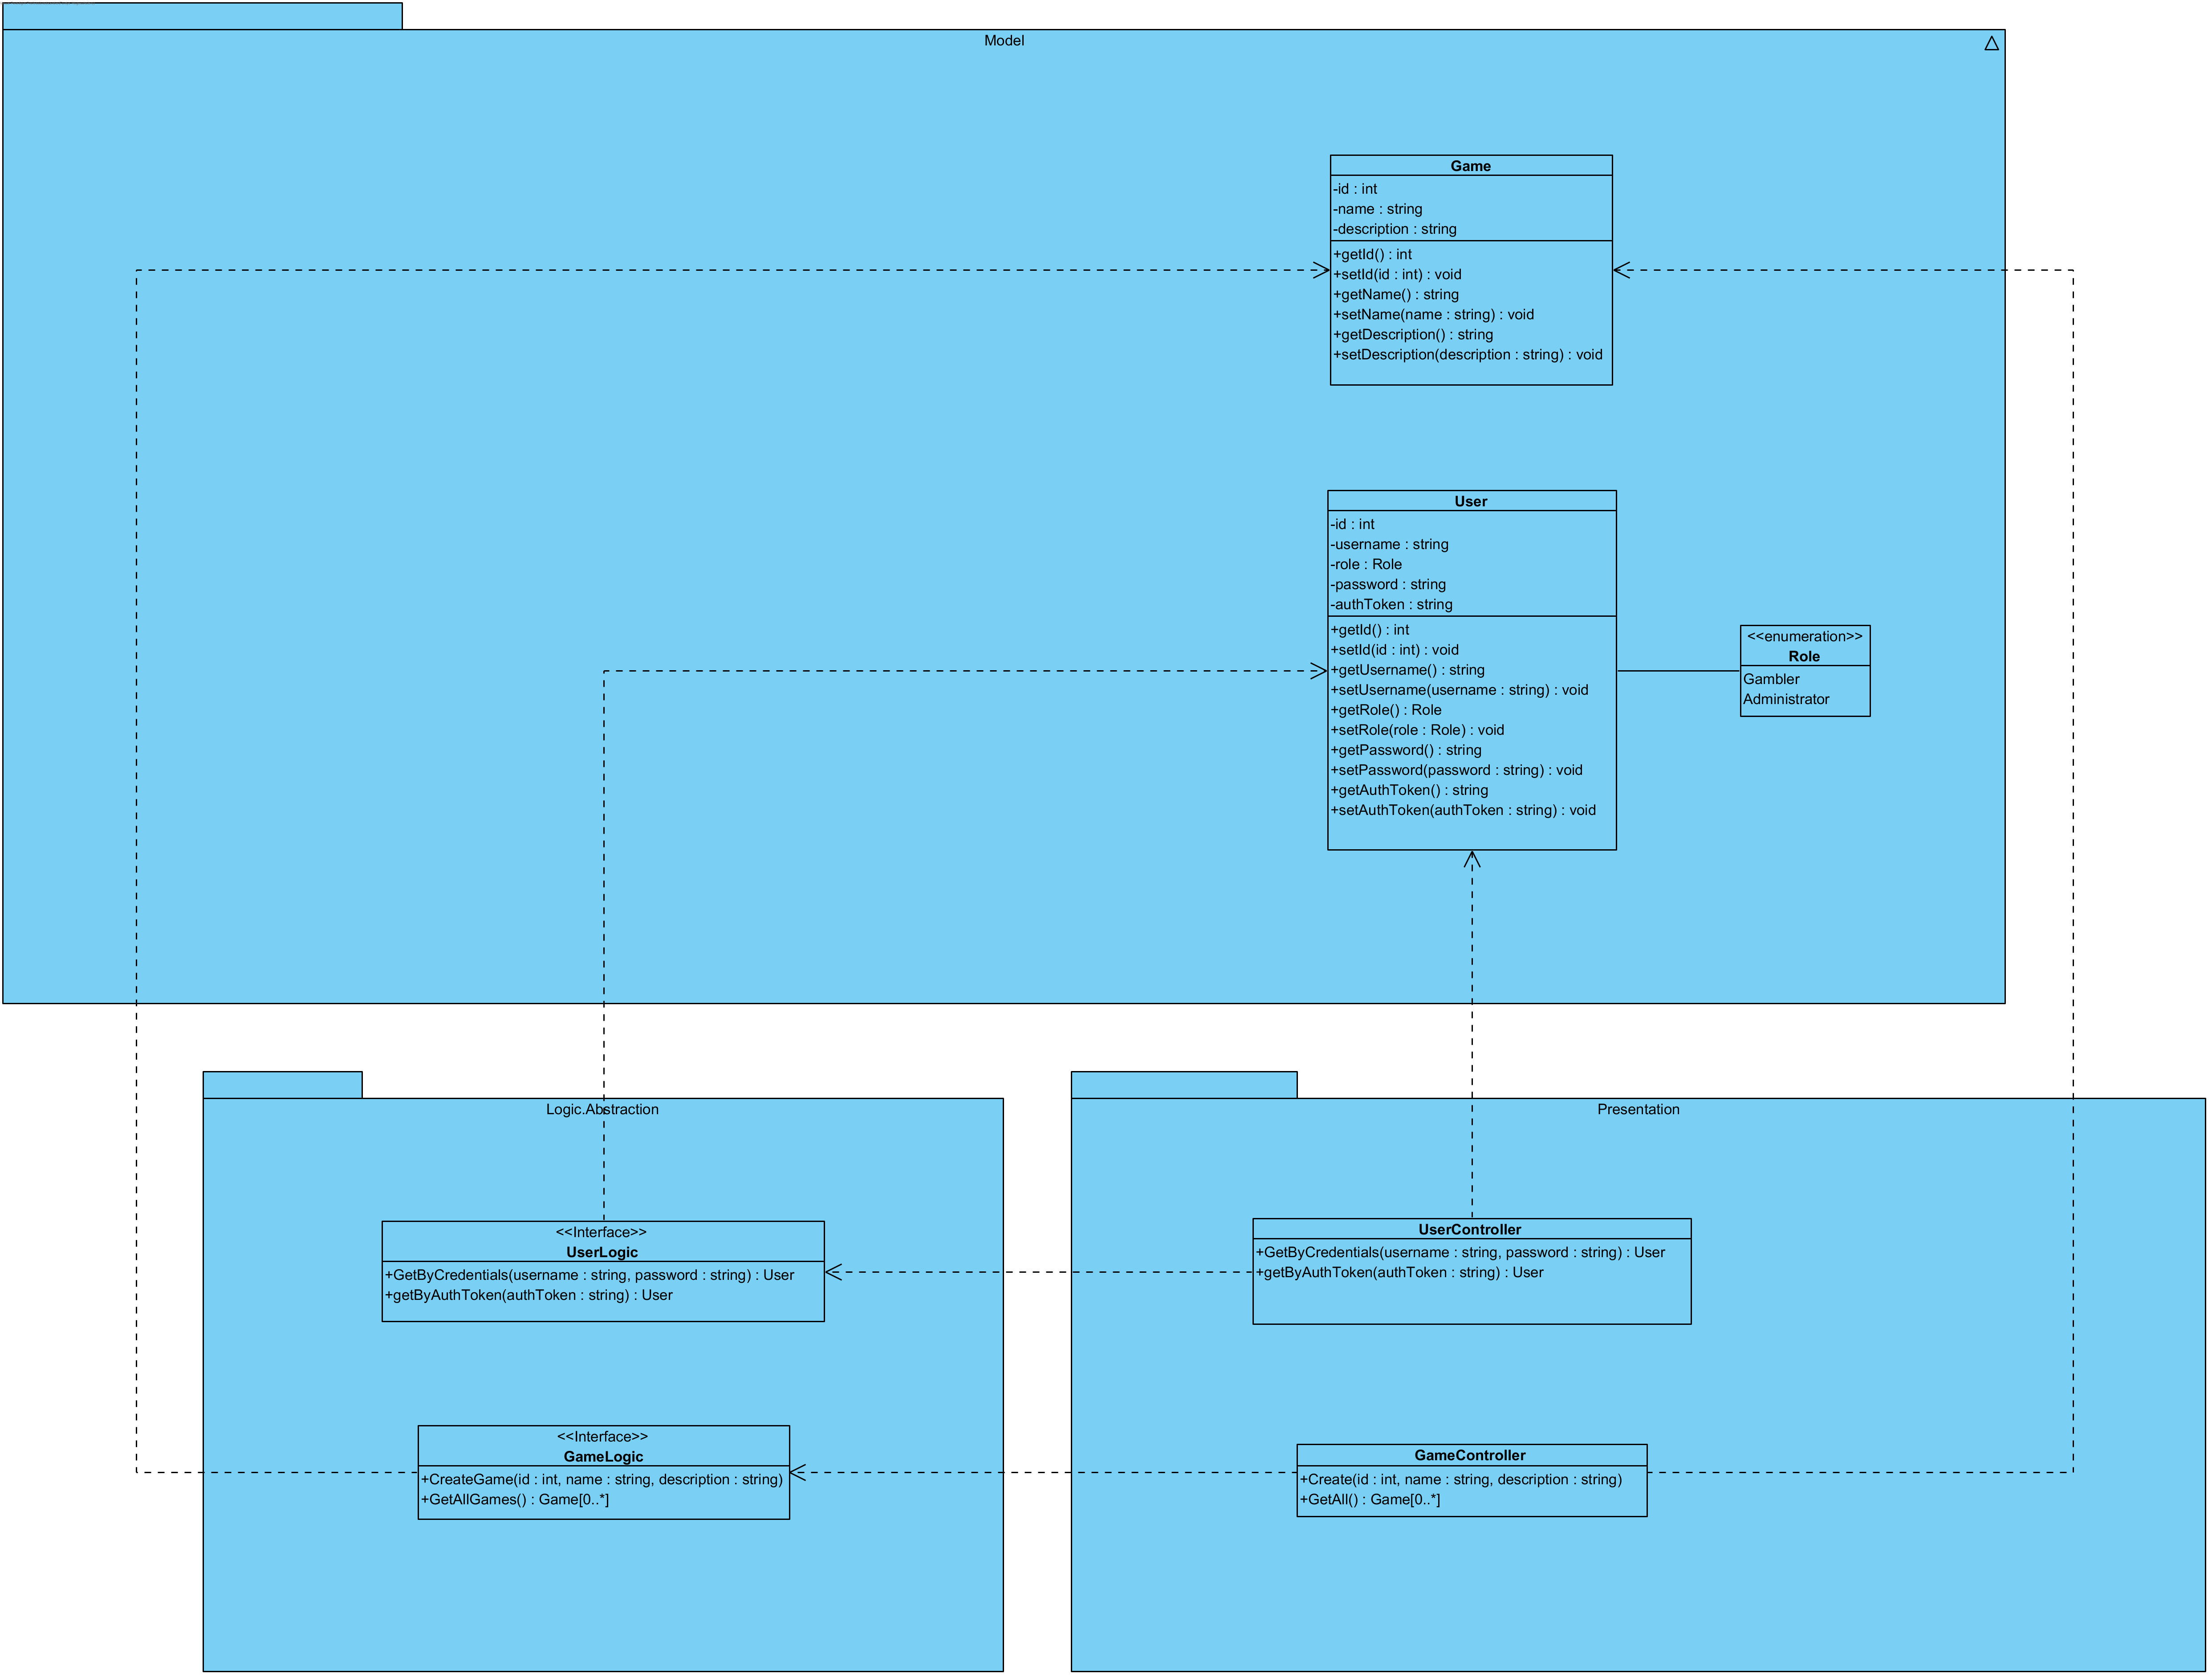 Model
Game
-id : int
-name : string
-description : string
+getId() : int
+setId(id : int) : void
+getName() : string
+setName(name : string) : void
+getDescription() : string
+setDescription(description : string) : void
User
-id : int
-username : string
-role : Role
-password : string
-authToken : string
+getId() : int
+setId(id : int) : void
+getUsername() : string
+setUsername(username : string) : void
+getRole() : Role
+setRole(role : Role) : void
+getPassword() : string
+setPassword(password : string) : void
+getAuthToken() : string
+setAuthToken(authToken : string) : void
<<enumeration>>
Role
Gambler
Administrator
Logic.Abstraction
<<Interface>>
UserLogic
+GetByCredentials(username : string, password : string) : User
+getByAuthToken(authToken : string) : User
<<Interface>>
GameLogic
+CreateGame(id : int, name : string, description : string)
+GetAllGames() : Game[0..*]
Presentation
UserController
+GetByCredentials(username : string, password : string) : User
+getByAuthToken(authToken : string) : User
GameController
+Create(id : int, name : string, description : string)
+GetAll() : Game[0..*]